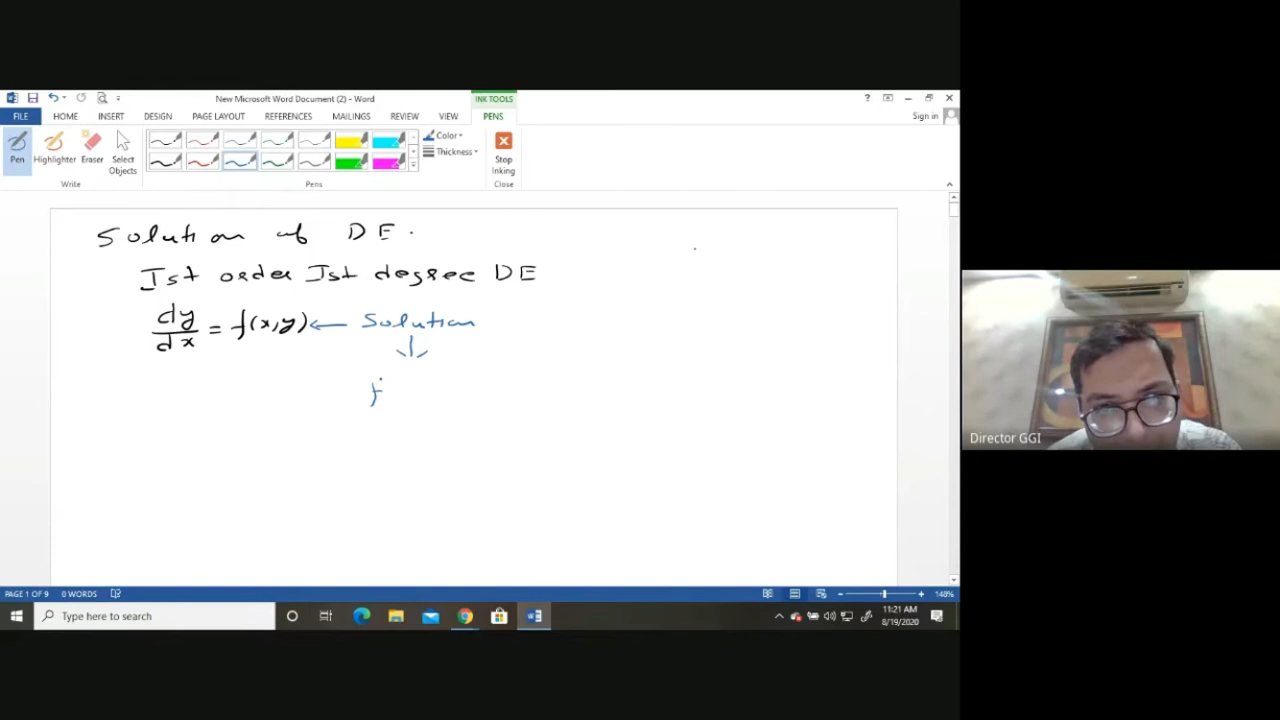 New Microsoft Word Document (2) - Word
INK TOOLS
?
FILE HOME INSERT DESIGN PAGE LAYOUT REFERENCES MAILINGS REVIEW VIEW PENS Sign in
Pen Highlighter Eraser Select Objects
Color
Thickness
Stop Inking
Write Pens Close
Solution of DE.
Ist order Ist degree DE
dy/dx = f(x,y) ← Solution
↓
Director GGI
PAGE 1 OF 9 0 WORDS 148%
Type here to search
11:21 AM
8/19/2020